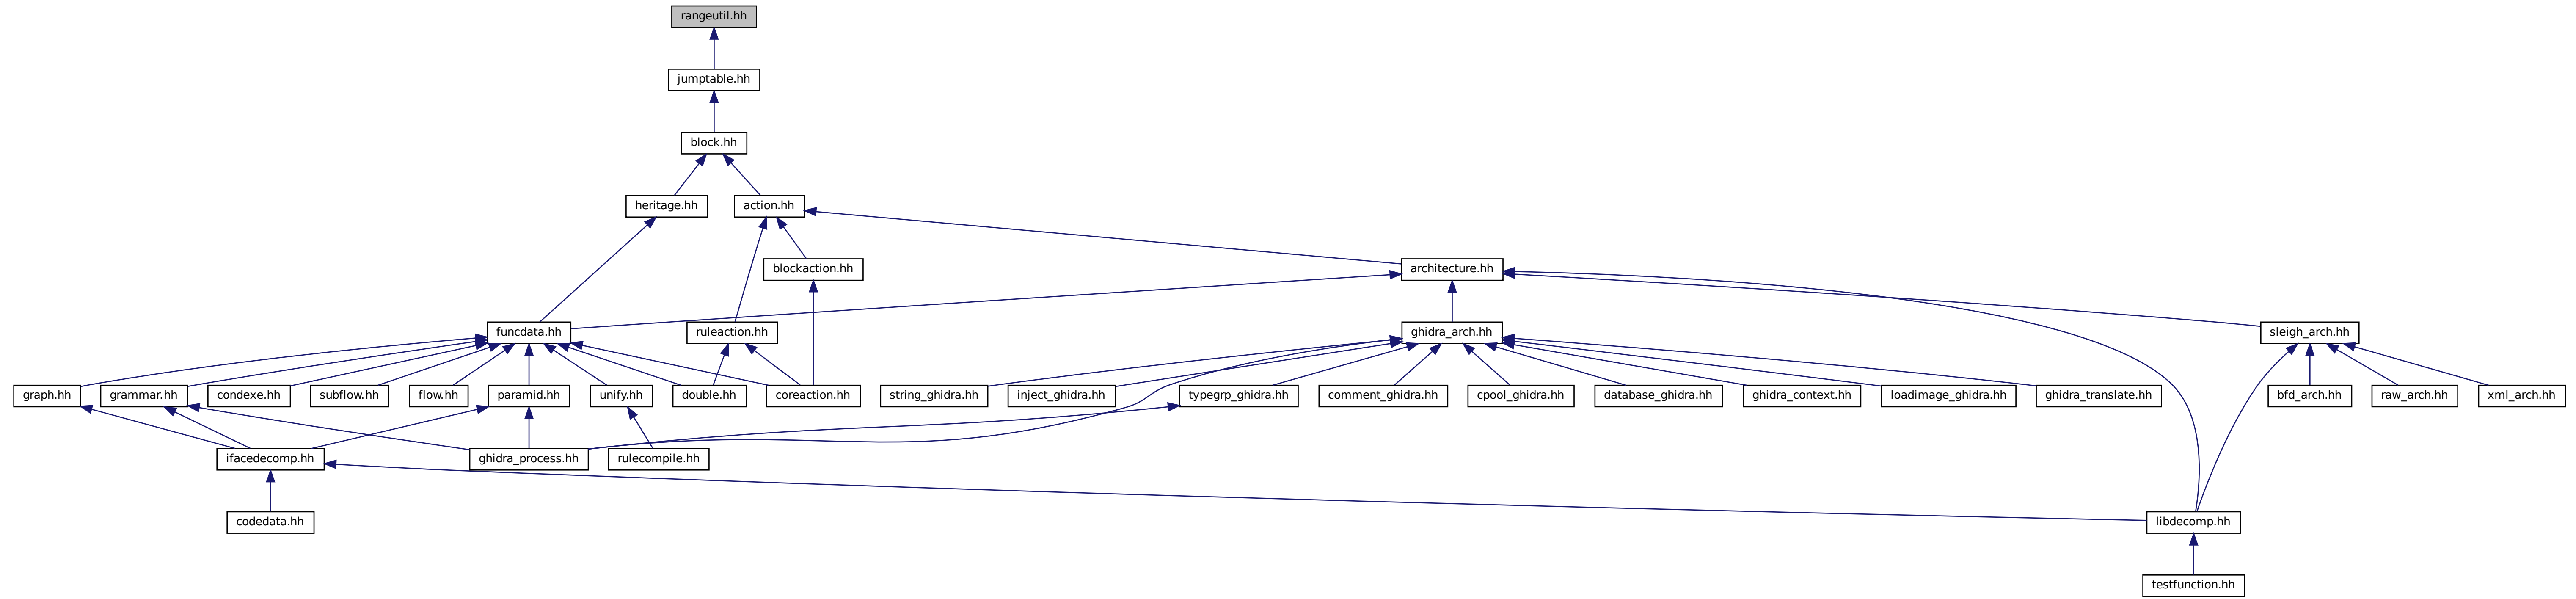 rangeutil.hh
jumptable.hh
block.hh
heritage.hh
action.hh
blockaction.hh
architecture.hh
funcdata.hh
ruleaction.hh
ghidra_arch.hh
sleigh_arch.hh
graph.hh
grammar.hh
condexe.hh
subflow.hh
flow.hh
paramid.hh
unify.hh
double.hh
coreaction.hh
string_ghidra.hh
inject_ghidra.hh
typegrp_ghidra.hh
comment_ghidra.hh
cpool_ghidra.hh
database_ghidra.hh
ghidra_context.hh
loadimage_ghidra.hh
ghidra_translate.hh
bfd_arch.hh
raw_arch.hh
xml_arch.hh
ifacedecomp.hh
ghidra_process.hh
rulecompile.hh
codedata.hh
libdecomp.hh
testfunction.hh